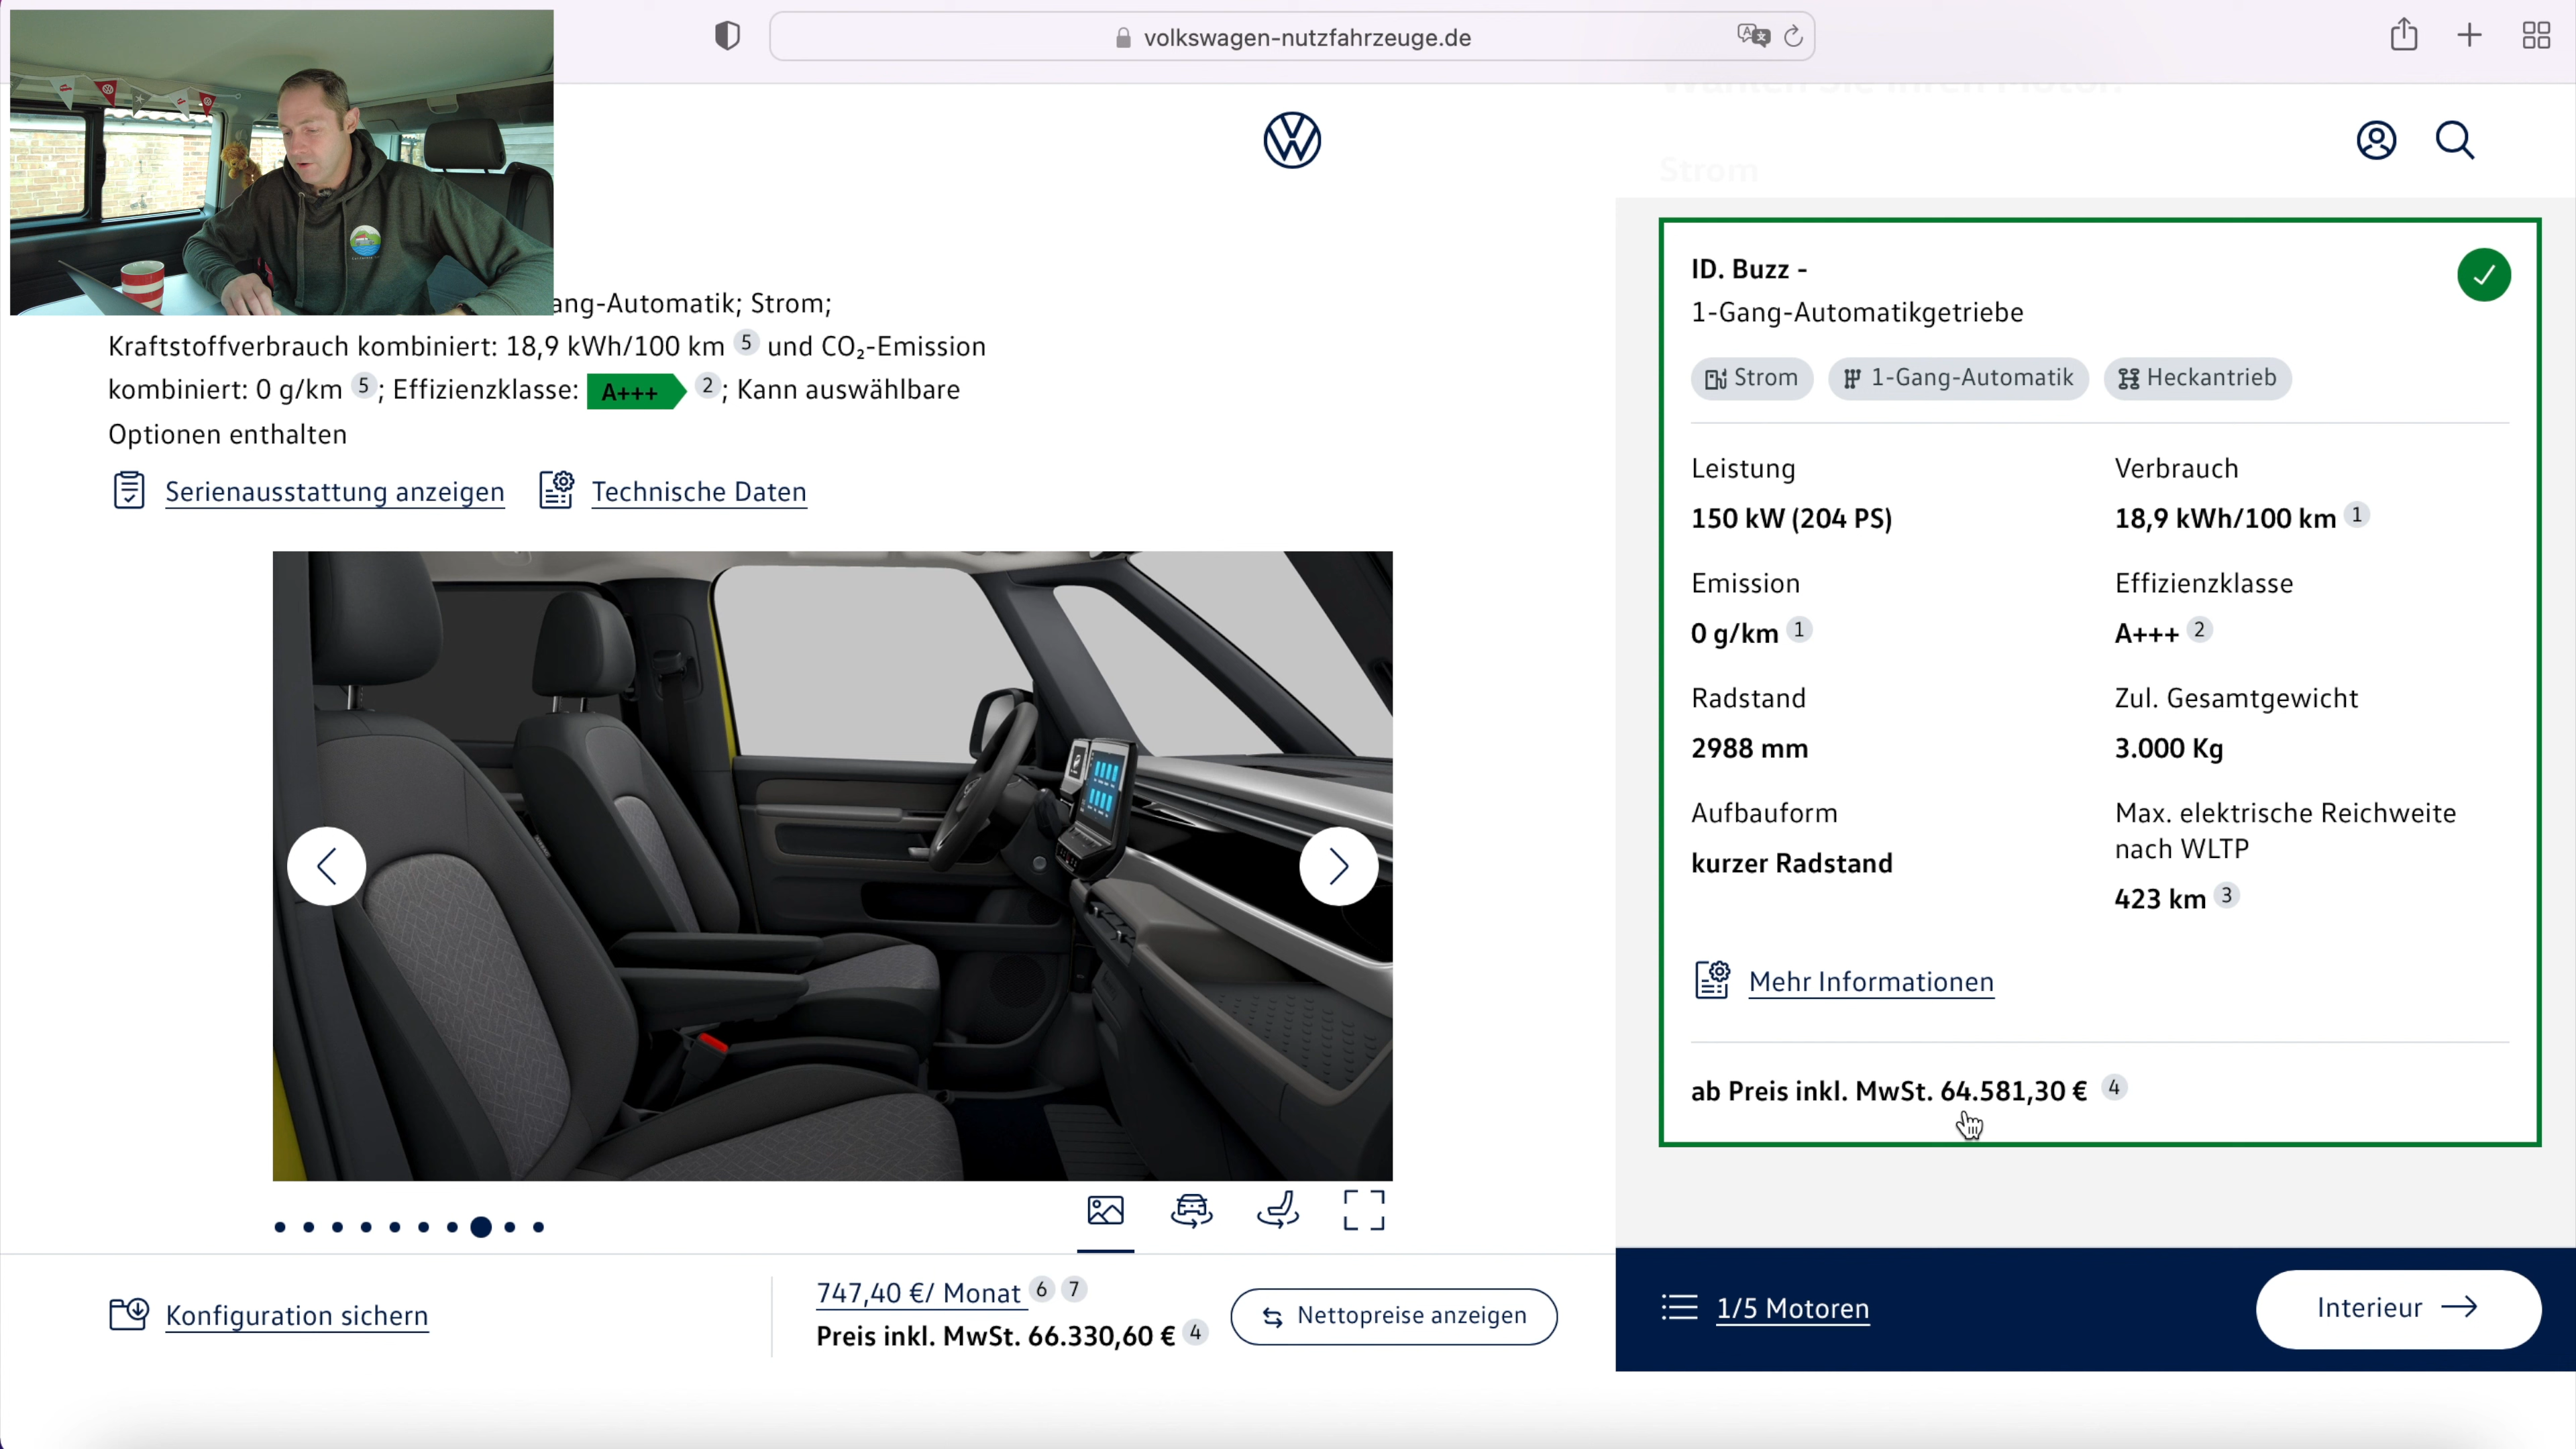 volkswagen-nutzfahrzeuge.de
Strom
ang-Automatik; Strom;
Kraftstoffverbrauch kombiniert: 18,9 kWh/100 km 5 und CO₂-Emission
kombiniert: 0 g/km 5; Effizienzklasse: A+++ 2; Kann auswählbare
Optionen enthalten
Serienausstattung anzeigen
Technische Daten
747,40 €/ Monat 6 7
Preis inkl. MwSt. 66.330,60 € 4
Konfiguration sichern
Nettopreise anzeigen
ID. Buzz -
1-Gang-Automatikgetriebe
Strom
1-Gang-Automatik
Heckantrieb
Leistung
150 kW (204 PS)
Verbrauch
18,9 kWh/100 km 1
Emission
0 g/km 1
Effizienzklasse
A+++ 2
Radstand
2988 mm
Zul. Gesamtgewicht
3.000 Kg
Aufbauform
kurzer Radstand
Max. elektrische Reichweite
nach WLTP
423 km 3
Mehr Informationen
ab Preis inkl. MwSt. 64.581,30 € 4
1/5 Motoren
Interieur